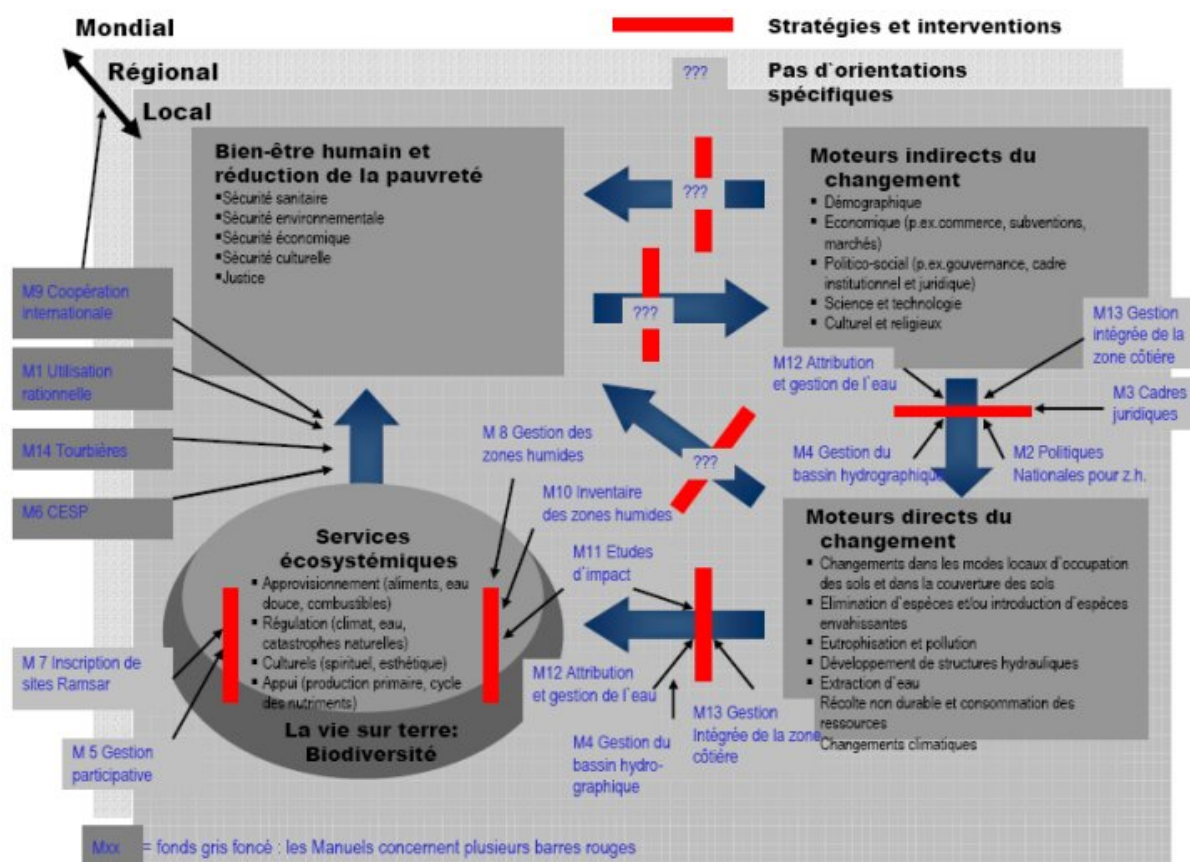 Mondial
Régional
Local
Stratégies et interventions
???
Pas d`orientations
spécifiques
Bien-être humain et
réduction de la pauvreté
▪Sécurité sanitaire
▪Sécurité environnementale
▪Sécurité économique
▪Sécurité culturelle
▪Justice
???
???
Moteurs indirects du
changement
▪ Démographique
▪ Economique (p.ex.commerce, subventions,
marchés)
▪ Politico-social (p.ex.gouvernance, cadre
institutionnel et juridique)
▪ Science et technologie
▪ Culturel et religieux
M9 Coopération
internationale
M1 Utilisation
rationnelle
M14 Tourbières
M6 CESP
M13 Gestion
intégrée de la
zone côtière
M12 Attribution
et gestion de l`eau
M3 Cadres
juridiques
M4 Gestion du
bassin hydrographique
M2 Politiques
Nationales pour z.h.
M 8 Gestion des
zones humides
???
M10 Inventaire
des zones humides
M11 Etudes
d`impact
Services
écosystémiques
▪ Approvisionnement (aliments, eau
douce, combustibles)
▪ Régulation (climat, eau,
catastrophes naturelles)
▪ Culturels (spirituel, esthétique)
▪ Appui (production primaire, cycle
des nutriments)
La vie sur terre:
Biodiversité
Moteurs directs du
changement
▪ Changements dans les modes locaux d`occupation
des sols et dans la couverture des sols
▪ Elimination d`espèces et/ou introduction d`espèces
envahissantes
▪ Eutrophisation et pollution
▪ Développement de structures hydrauliques
▪ Extraction d`eau
Récolte non durable et consommation des
ressources
Changements climatiques
M 7 Inscription de
sites Ramsar
M 5 Gestion
participative
M12 Attribution
et gestion de l`eau
M4 Gestion du
bassin hydro-
graphique
M13 Gestion
Intégrée de la zone
côtière
Mxx = fonds gris foncé : les Manuels concernent plusieurs barres rouges